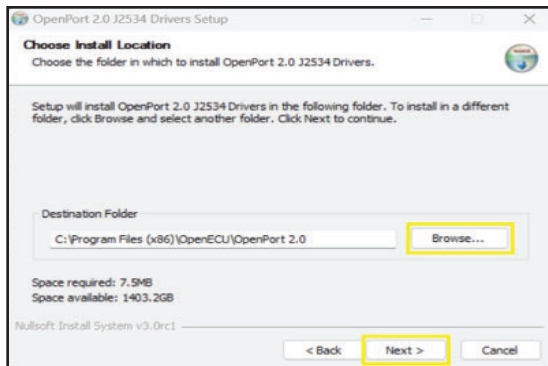 OpenPort 2.0 J2534 Drivers Setup
Choose Install Location
Choose the folder in which to install OpenPort 2.0 J2534 Drivers.
Setup will install OpenPort 2.0 J2534 Drivers in the following folder. To install in a different
folder, click Browse and select another folder. Click Next to continue.
Destination Folder
C:\Program Files (x86)\OpenECU\OpenPort 2.0
Browse...
Space required: 7.5MB
Space available: 1403.2GB
Nullsoft Install System v3.0rc1
< Back Next > Cancel